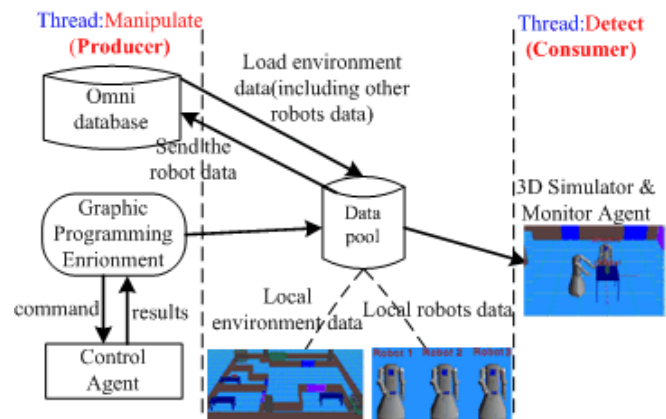 Thread:Manipulate
(Producer)
Thread:Detect
(Consumer)
Load environment
data(including other
robots data)
Omni
database
Send the
robot data
3D Simulator &
Monitor Agent
Graphic
Programming
Enrionment
Data
pool
command
results
Local
environment data
Local robots data
Control
Agent
Robot 1 Robot 2 Robot 3